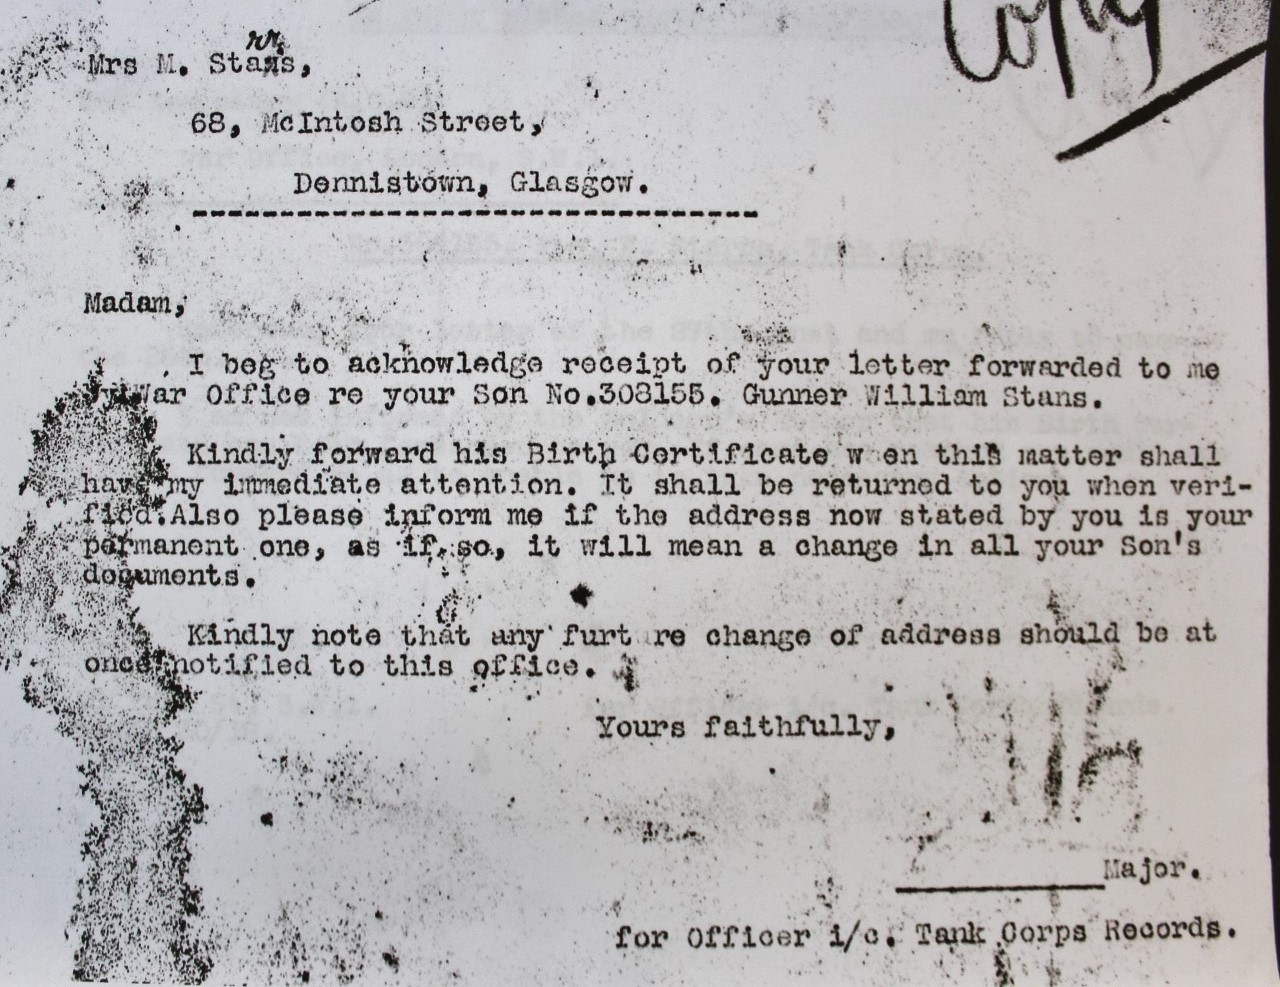 Copy
Mrs M. Stans,
rr
68, McIntosh Street,
Dennistown, Glasgow.
Madam,
I beg to acknowledge receipt of your letter forwarded to me
by War Office re your Son No.308155. Gunner William Stans.
Kindly forward his Birth Certificate w en this matter shall
have my immediate attention. It shall be returned to you when veri-
fied. Also please inform me if the address now stated by you is your
permanent one, as if so, it will mean a change in all your Son's
documents.
Kindly note that any furt re change of address should be at
once notified to this office.
Yours faithfully,
Major.
for Officer i/c. Tank Corps Records.